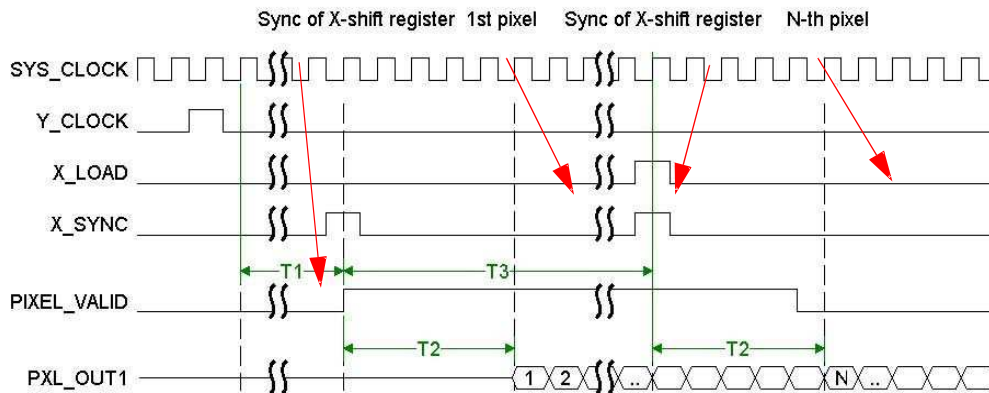 Sync of X-shift register 1st pixel Sync of X-shift register N-th pixel
SYS_CLOCK
Y_CLOCK
X_LOAD
X_SYNC
T1 T3
PIXEL_VALID
T2 T2
PXL_OUT1 1 2 .. N ..